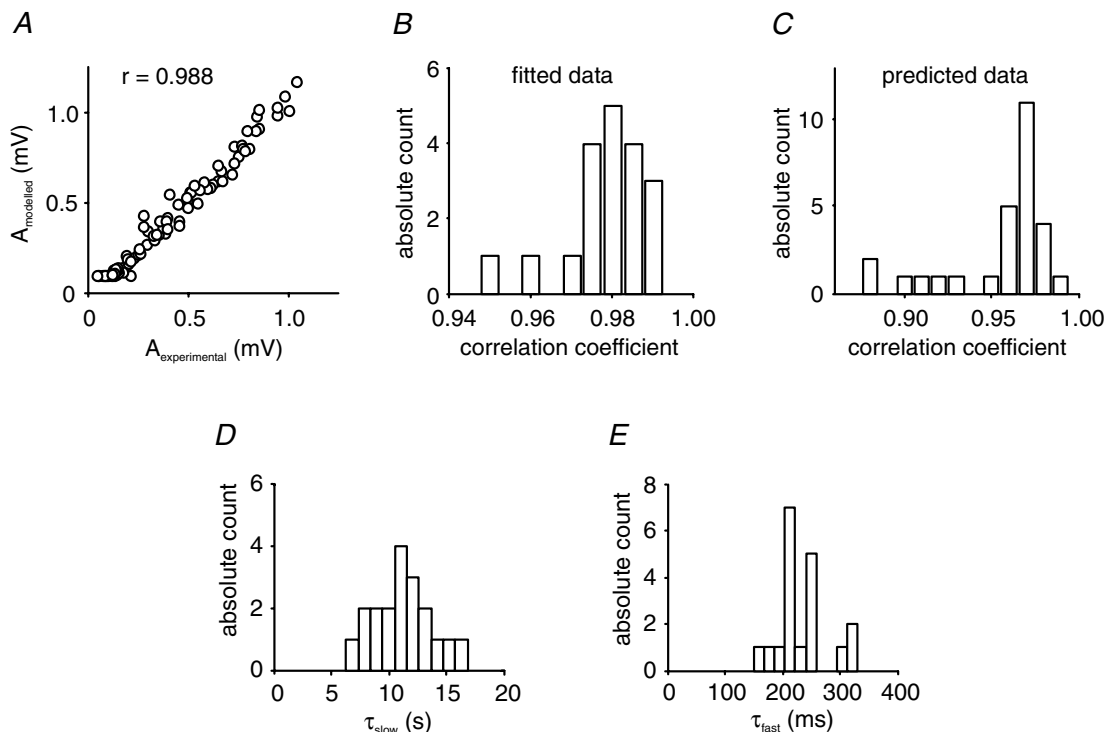 A
r = 0.988
1.0
0.5
0
0
0.5
1.0
A_modelled (mV)
A_experimental (mV)
B
fitted data
6
4
2
0
0.94
0.96
0.98
1.00
absolute count
correlation coefficient
C
predicted data
10
5
0
0.90
0.95
1.00
absolute count
correlation coefficient
D
6
4
2
0
0
5
10
15
20
absolute count
τ_slow (s)
E
8
6
4
2
0
0
100
200
300
400
absolute count
τ_fast (ms)